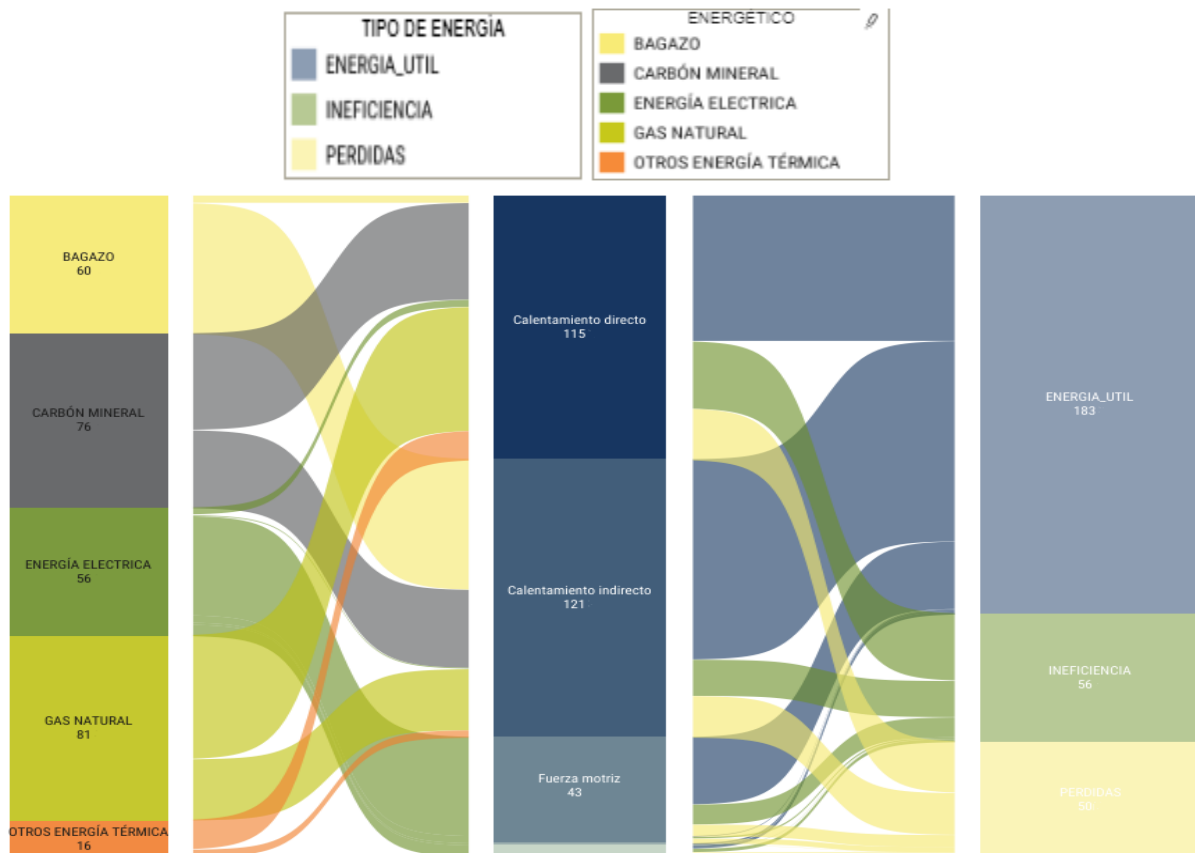 TIPO DE ENERGÍA
ENERGIA_UTIL
INEFICIENCIA
PERDIDAS
ENERGÉTICO
BAGAZO
CARBÓN MINERAL
ENERGÍA ELECTRICA
GAS NATURAL
OTROS ENERGÍA TÉRMICA
BAGAZO
60
CARBÓN MINERAL
76
ENERGÍA ELECTRICA
56
GAS NATURAL
81
OTROS ENERGÍA TÉRMICA
16
Calentamiento directo
115
Calentamiento indirecto
121
Fuerza motriz
43
ENERGIA_UTIL
183
INEFICIENCIA
56
PERDIDAS
50